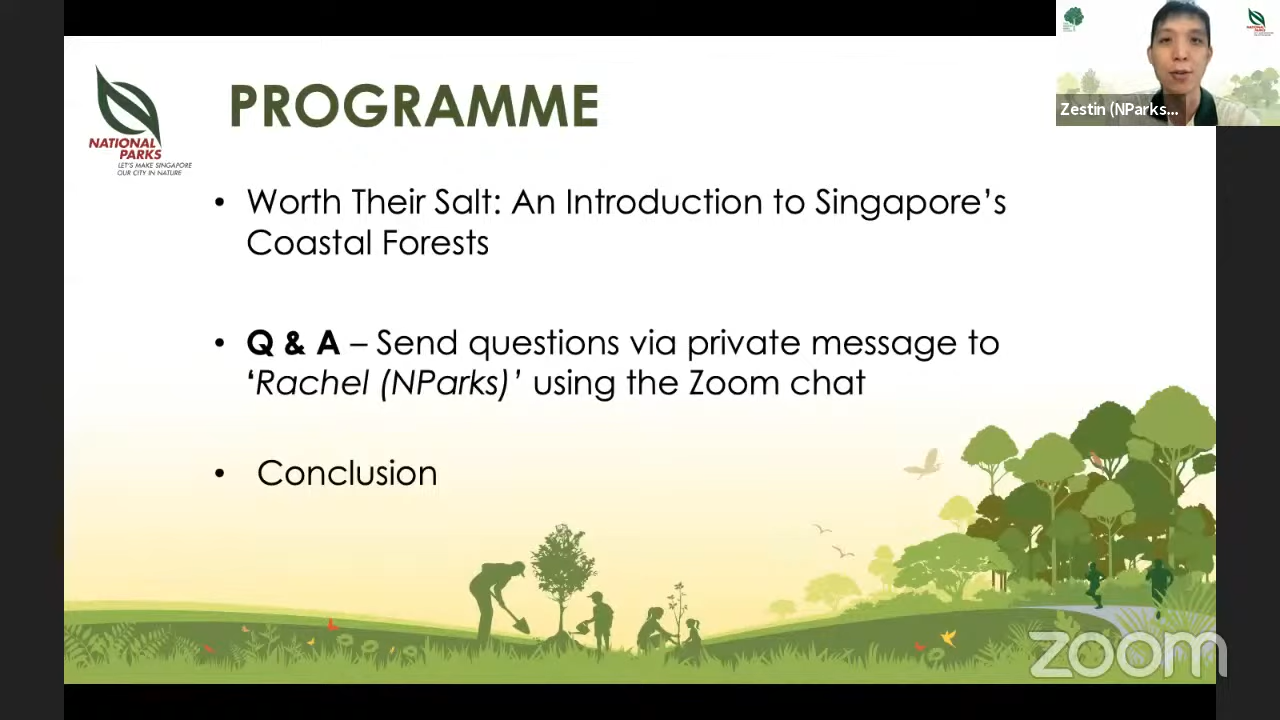 PROGRAMME
NATIONAL
PARKS
LET'S MAKE SINGAPORE
OUR CITY IN NATURE
• Worth Their Salt: An Introduction to Singapore's
Coastal Forests
• Q & A – Send questions via private message to
‘Rachel (NParks)’ using the Zoom chat
• Conclusion
Zestin (NParks...
zoom